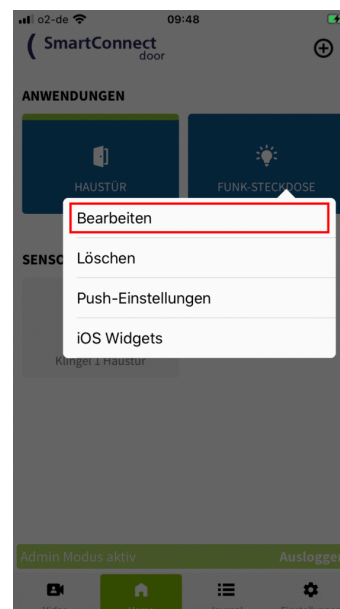 o2-de 09:48
SmartConnect
door
ANWENDUNGEN
HAUSTÜR
FUNK-STECKDOSE
Bearbeiten
SENSO
Löschen
Push-Einstellungen
iOS Widgets
Klingel 1 Haustür
Admin Modus aktiv
Auslogge